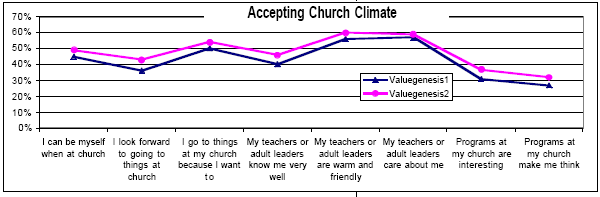 Accepting Church Climate
70%
60%
50%
40%
30%
20%
10%
0%
Valuegenesis1
Valuegenesis2
I can be myself
when at church
I look forward
to going to
things at
church
I go to things
at my church
because I want
to
My teachers or
adult leaders
know me very
well
My teachers or
adult leaders
are warm and
friendly
My teachers or
adult leaders
care about me
Programs at
my church are
interesting
Programs at
my church
make me think